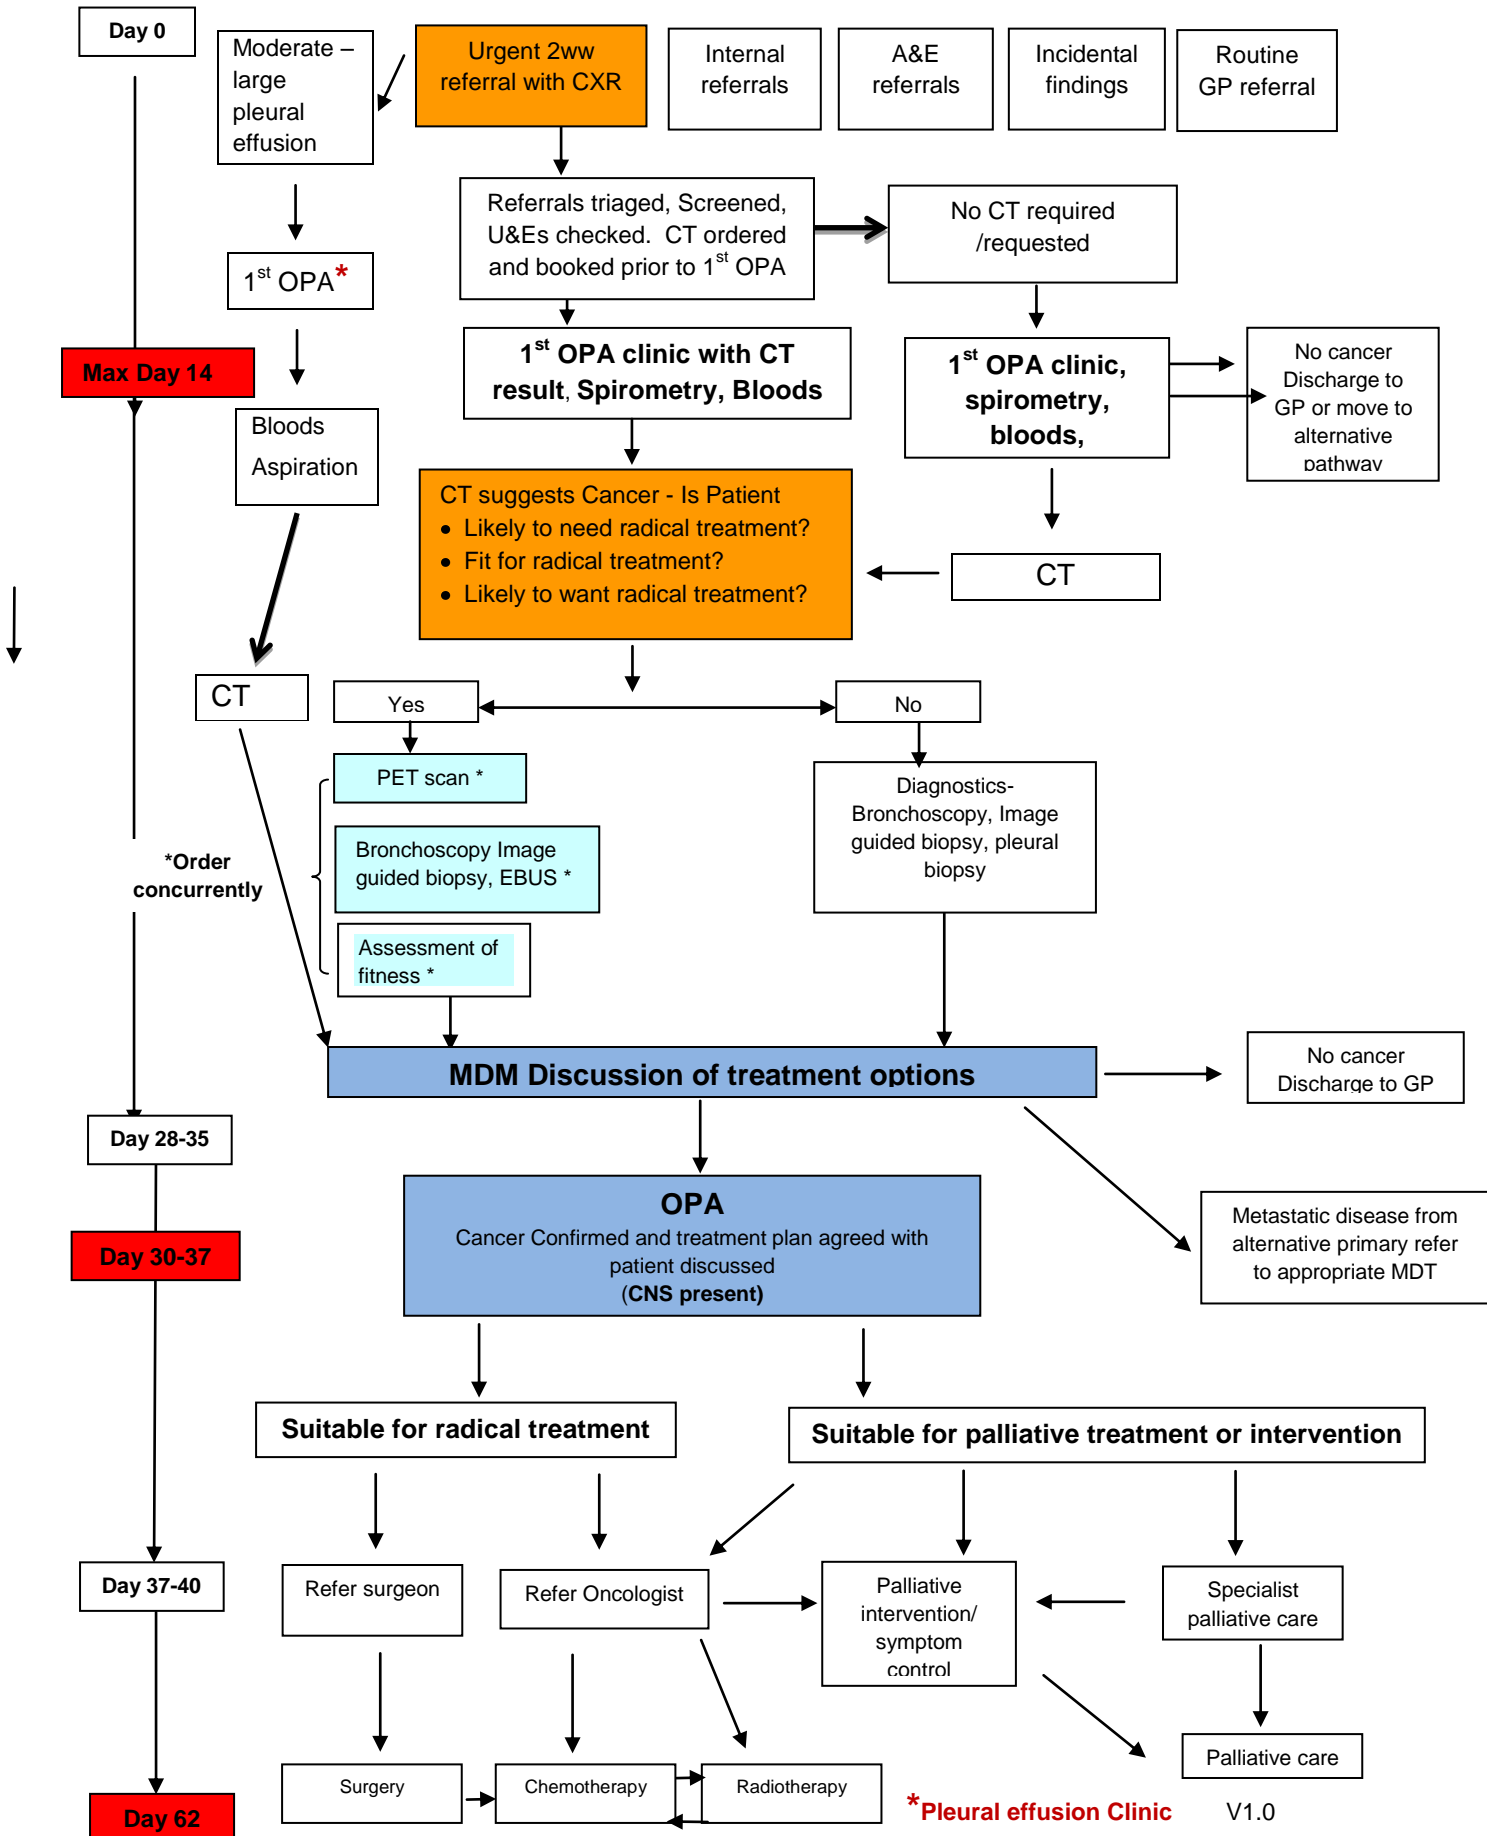 Day 0
Moderate –
large
pleural
effusion
Urgent 2ww
referral with CXR
Internal
referrals
A&E
referrals
Incidental
findings
Routine
GP referral
Referrals triaged, Screened,
U&Es checked. CT ordered
and booked prior to 1st OPA
No CT required
/requested
1st OPA*
Max Day 14
1st OPA clinic with CT
result, Spirometry, Bloods
1st OPA clinic,
spirometry,
bloods,
No cancer
Discharge to
GP or move to
alternative
pathway
Bloods
Aspiration
CT suggests Cancer - Is Patient
• Likely to need radical treatment?
• Fit for radical treatment?
• Likely to want radical treatment?
CT
CT
Yes
No
PET scan *
Diagnostics-
Bronchoscopy, Image
guided biopsy, pleural
biopsy
*Order
concurrently
Bronchoscopy Image
guided biopsy, EBUS *
Assessment of
fitness *
MDM Discussion of treatment options
No cancer
Discharge to GP
Day 28-35
OPA
Cancer Confirmed and treatment plan agreed with
patient discussed
(CNS present)
Metastatic disease from
alternative primary refer
to appropriate MDT
Day 30-37
Suitable for radical treatment
Suitable for palliative treatment or intervention
Day 37-40
Refer surgeon
Refer Oncologist
Palliative
intervention/
symptom
control
Specialist
palliative care
Palliative care
Surgery
Chemotherapy
Radiotherapy
Day 62
*Pleural effusion Clinic
V1.0